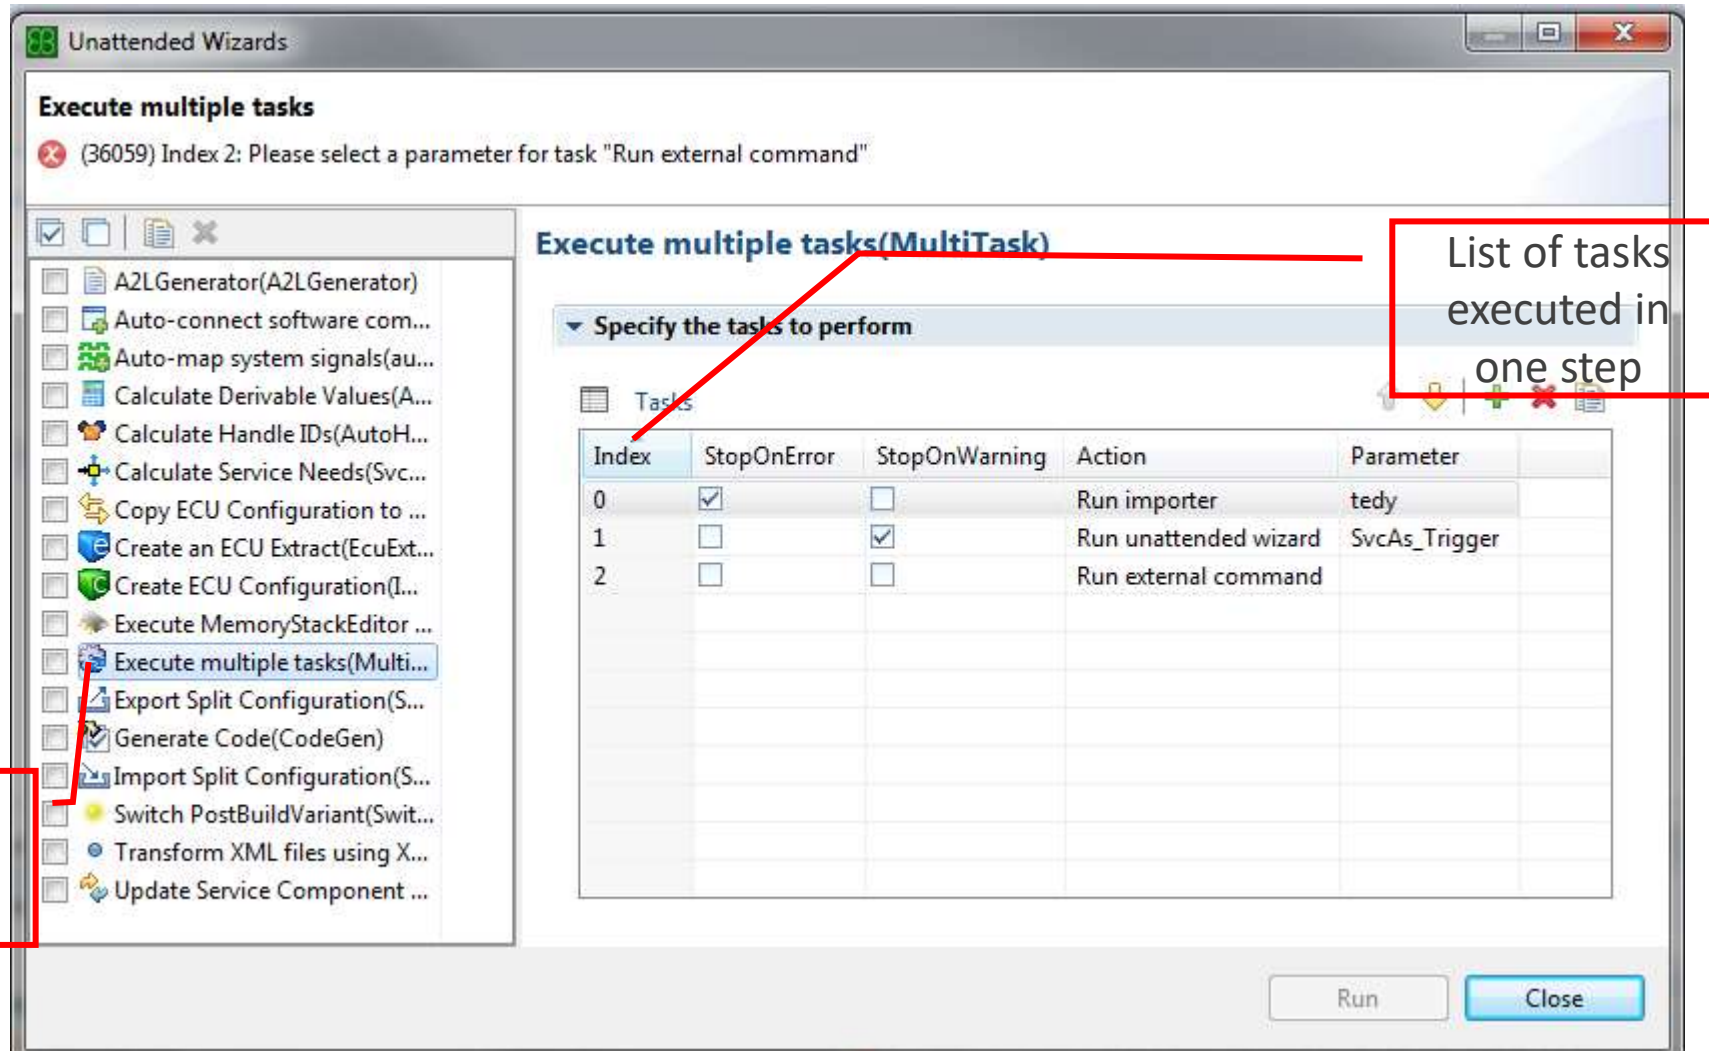 Unattended Wizards
Execute multiple tasks
(36059) Index 2: Please select a parameter for task "Run external command"
A2LGenerator(A2LGenerator)
Auto-connect software com...
Auto-map system signals(au...
Calculate Derivable Values(A...
Calculate Handle IDs(AutoH...
Calculate Service Needs(Svc...
Copy ECU Configuration to ...
Create an ECU Extract(EcuExt...
Create ECU Configuration(I...
Execute MemoryStackEditor ...
Execute multiple tasks(Multi...
Export Split Configuration(S...
Generate Code(CodeGen)
Import Split Configuration(S...
Switch PostBuildVariant(Swit...
Transform XML files using X...
Update Service Component ...
Execute multiple tasks(MultiTask)
Specify the tasks to perform
Tasks
Index StopOnError StopOnWarning Action Parameter
0 Run importer tedy
1 Run unattended wizard SvcAs_Trigger
2 Run external command
List of tasks
executed in
one step
Run Close